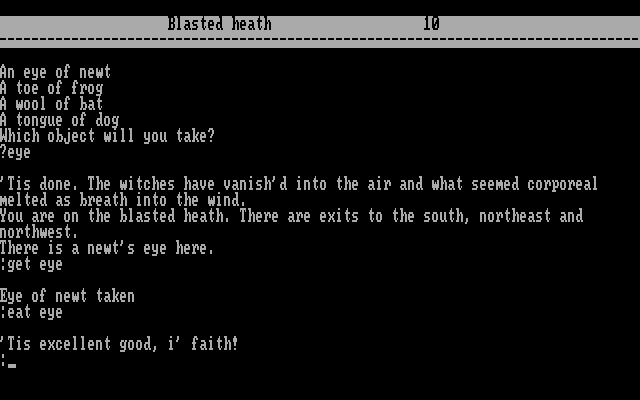 Blasted heath 10
--------------------------------------------------------------------------------
An eye of newt
A toe of frog
A wool of bat
A tongue of dog
Which object will you take?
?eye
'Tis done. The witches have vanish'd into the air and what seemed corporeal
melted as breath into the wind.
You are on the blasted heath. There are exits to the south, northeast and
northwest.
There is a newt's eye here.
:get eye
Eye of newt taken
:eat eye
'Tis excellent good, i' faith!
:_